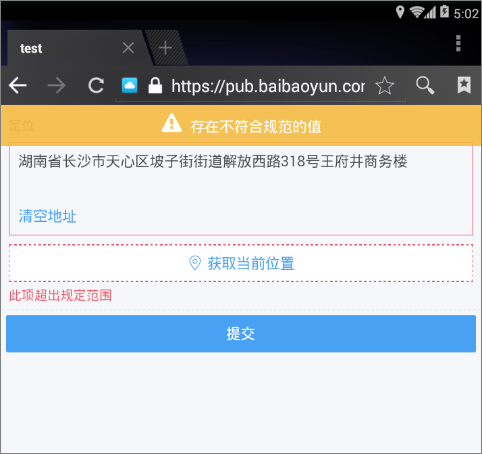 5:02
test
https://pub.baibaoyun.com
定位
存在不符合规范的值
湖南省长沙市天心区坡子街街道解放西路318号王府井商务楼
清空地址
获取当前位置
此项超出规定范围
提交